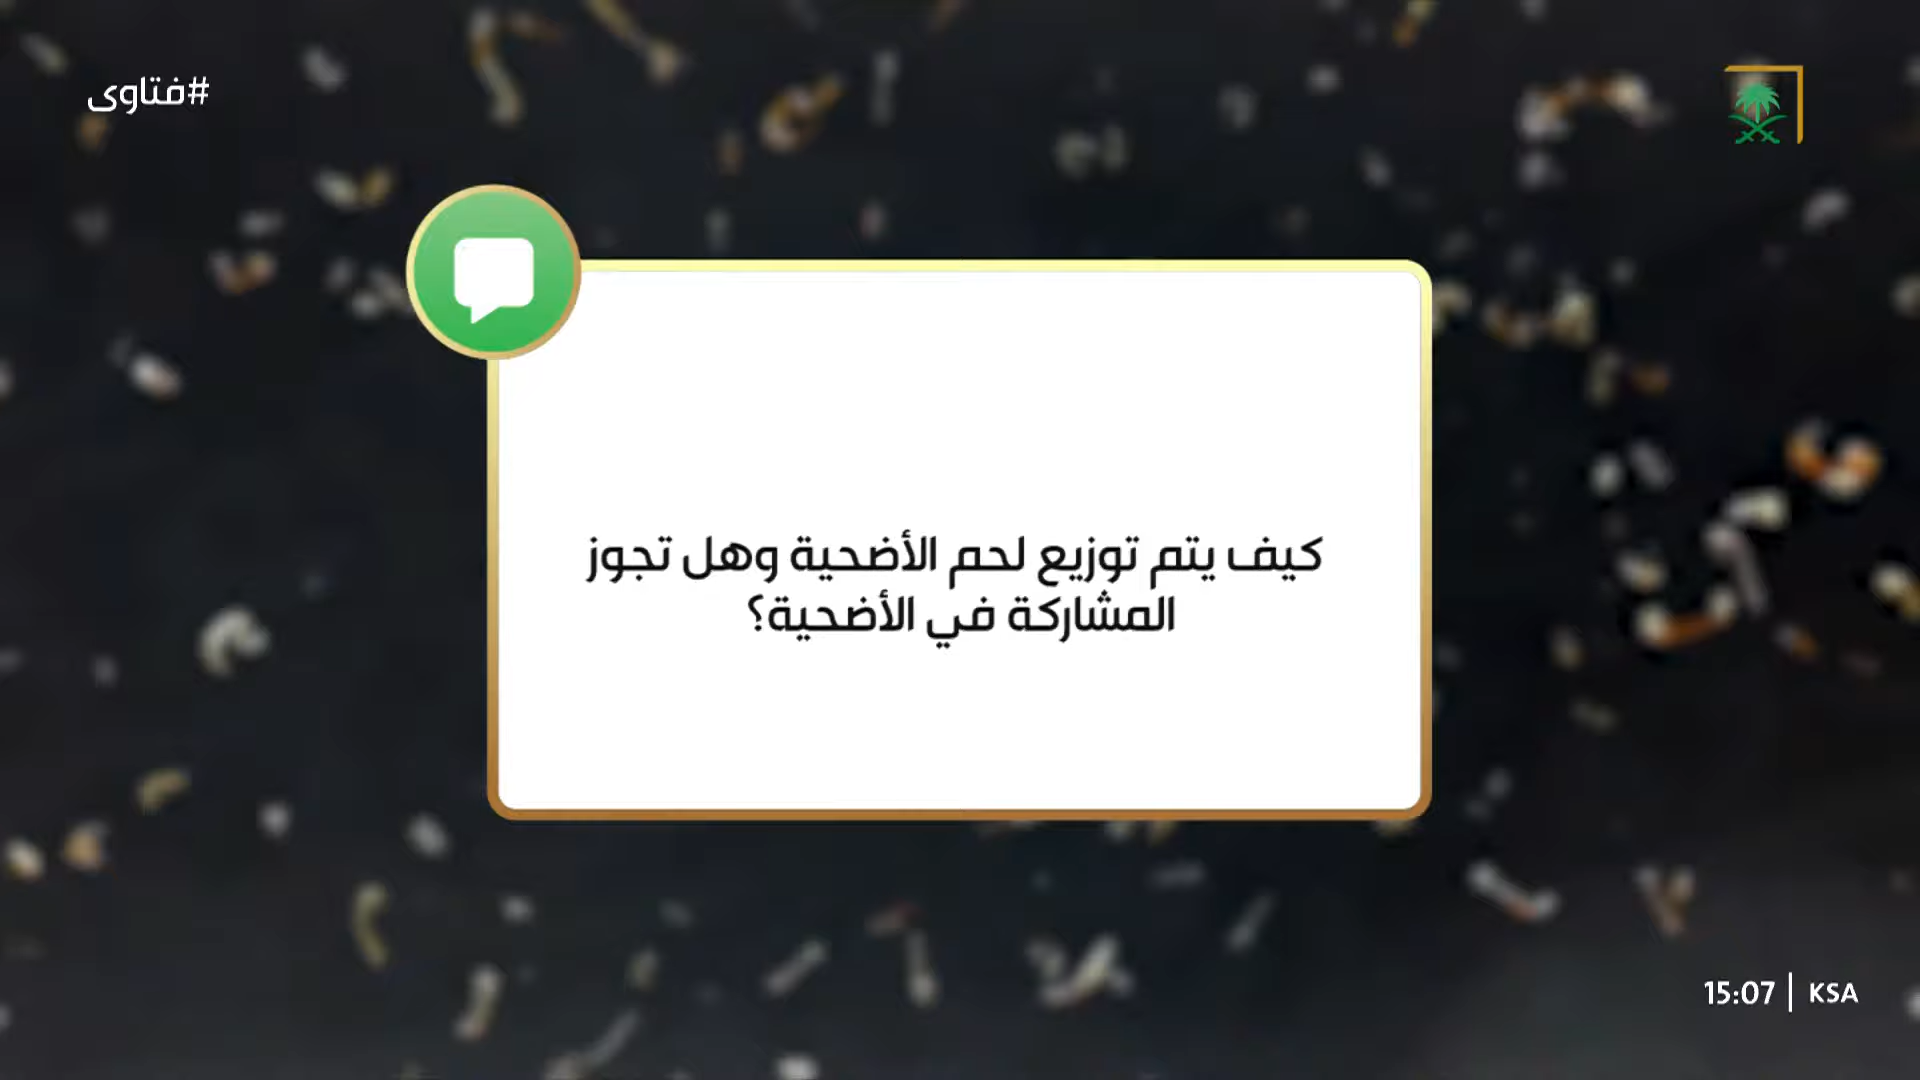 #فتاوى
كيف يتم توزيع لحم الأضحية وهل تجوز
المشاركة في الأضحية؟
15:07 | KSA